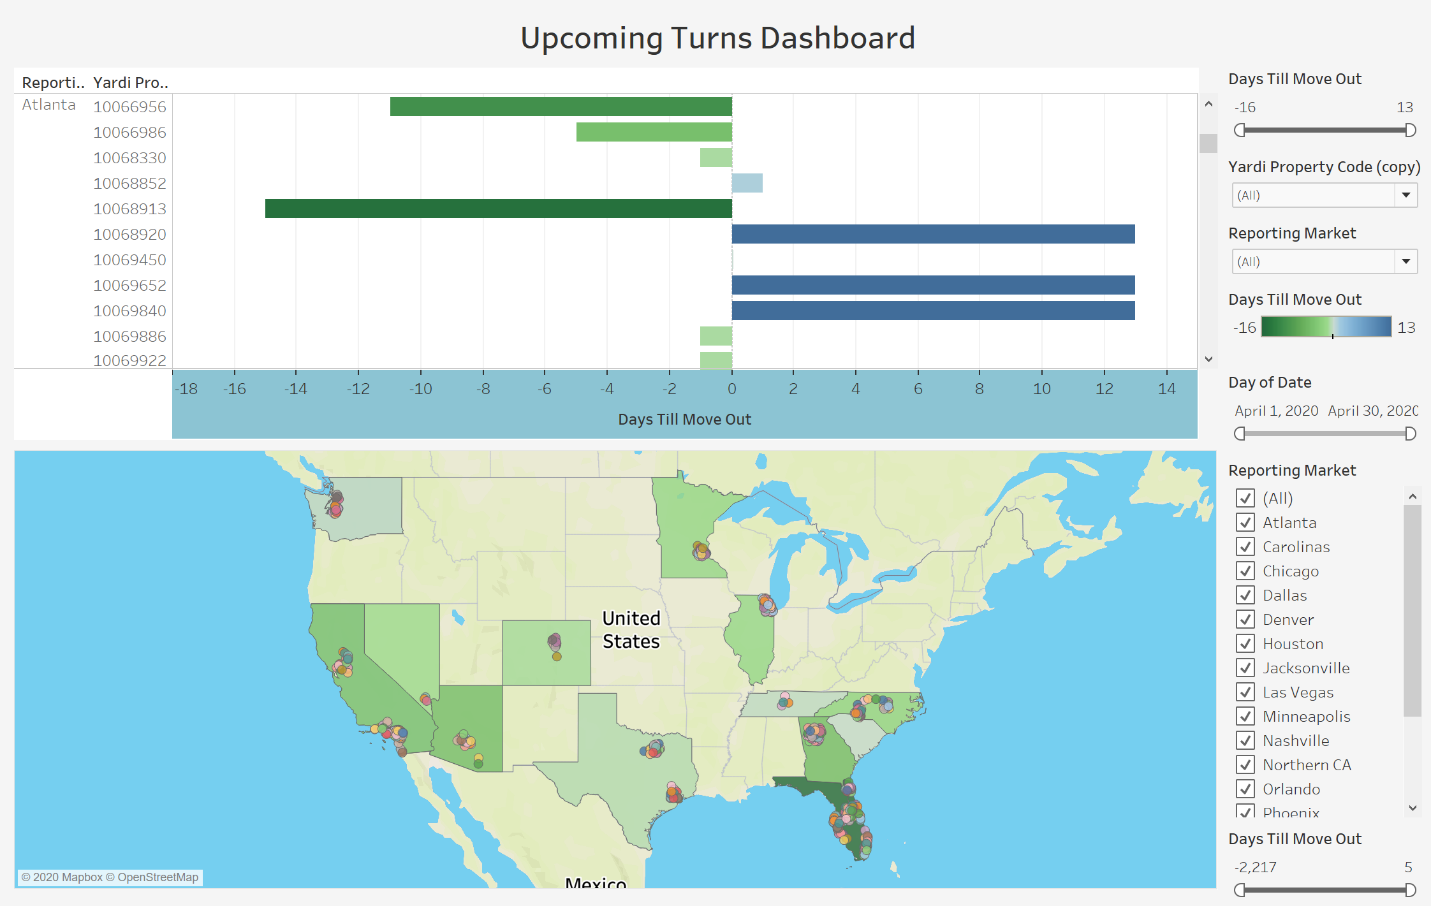 Upcoming Turns Dashboard
Reporti.. Yardi Pro..
Atlanta 10066956
10066986
10068330
10068852
10068913
10068920
10069450
10069652
10069840
10069886
10069922
-18 -16 -14 -12 -10 -8 -6 -4 -2 0 2 4 6 8 10 12 14
Days Till Move Out
United
States
Mexico
© 2020 Mapbox © OpenStreetMap
Days Till Move Out
-16 13
Yardi Property Code (copy)
(All)
Reporting Market
(All)
Days Till Move Out
-16 13
Day of Date
April 1, 2020 April 30, 2020
Reporting Market
(All)
Atlanta
Carolinas
Chicago
Dallas
Denver
Houston
Jacksonville
Las Vegas
Minneapolis
Nashville
Northern CA
Orlando
Phoenix
Days Till Move Out
-2,217 5